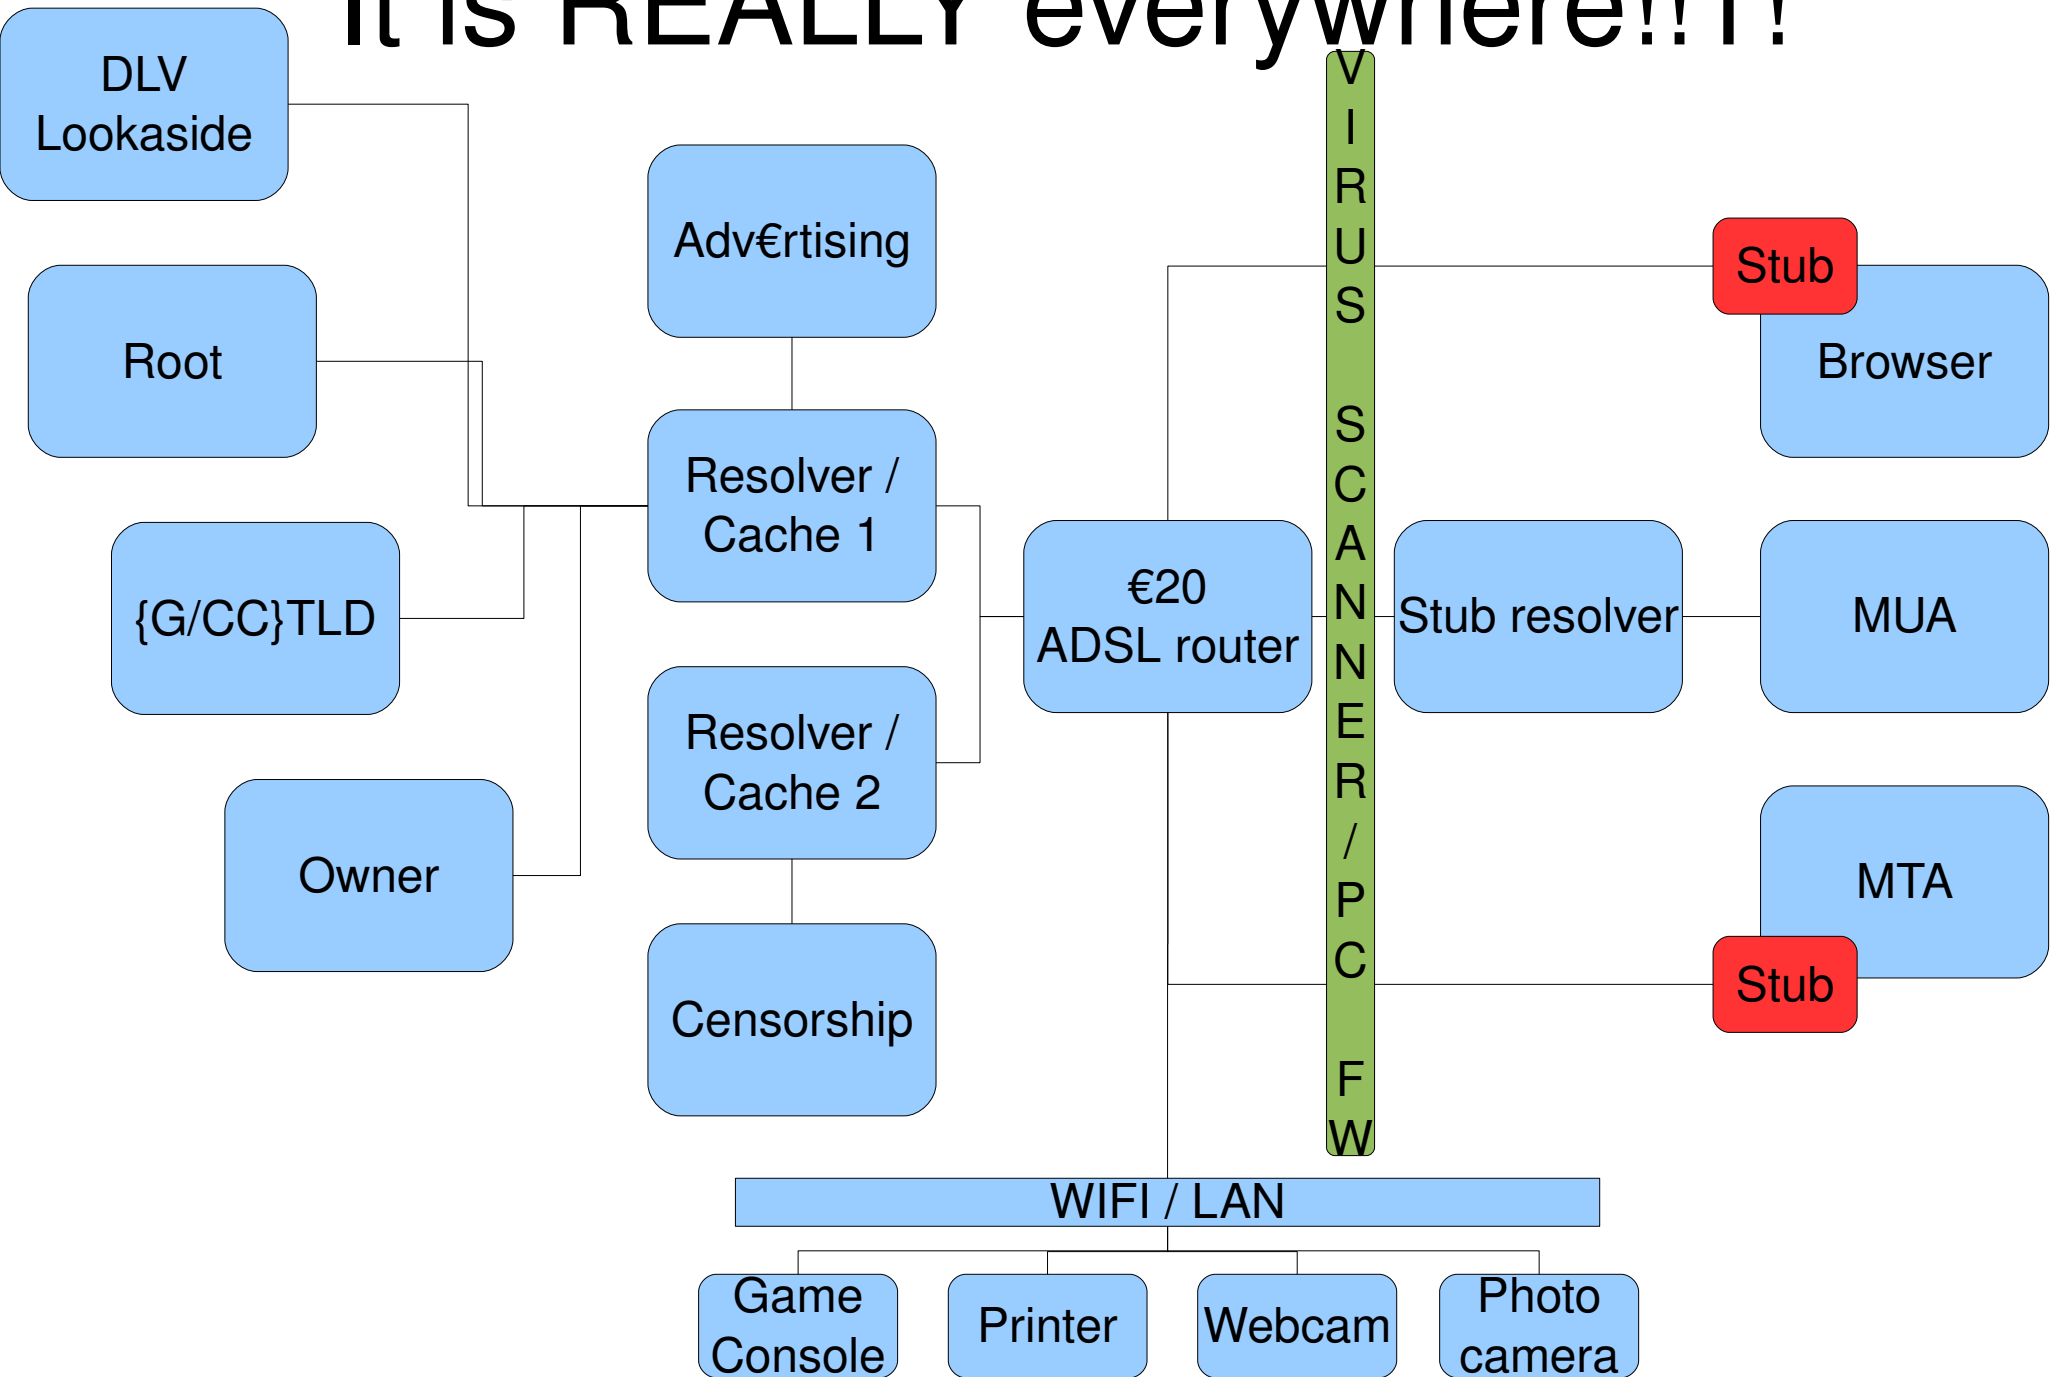 It is REALLY everywhere!!1!
DLV
Lookaside
Adv€rtising
Root
Resolver /
Cache 1
{G/CC}TLD
Resolver /
Cache 2
Owner
Censorship
€20
ADSL router
V
I
R
U
S
S
C
A
N
N
E
R
/
P
C
F
W
Stub
Browser
Stub resolver
MUA
MTA
Stub
WIFI / LAN
Game
Console
Printer
Webcam
Photo
camera